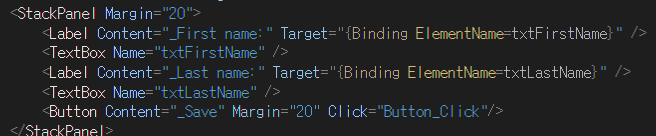 <StackPanel Margin="20">
<Label Content="_First name:" Target="{Binding ElementName=txtFirstName}" />
<TextBox Name="txtFirstName" />
<Label Content="_Last name:" Target="{Binding ElementName=txtLastName}" />
<TextBox Name="txtLastName" />
<Button Content="_Save" Margin="20" Click="Button_Click"/>
</StackPanel>